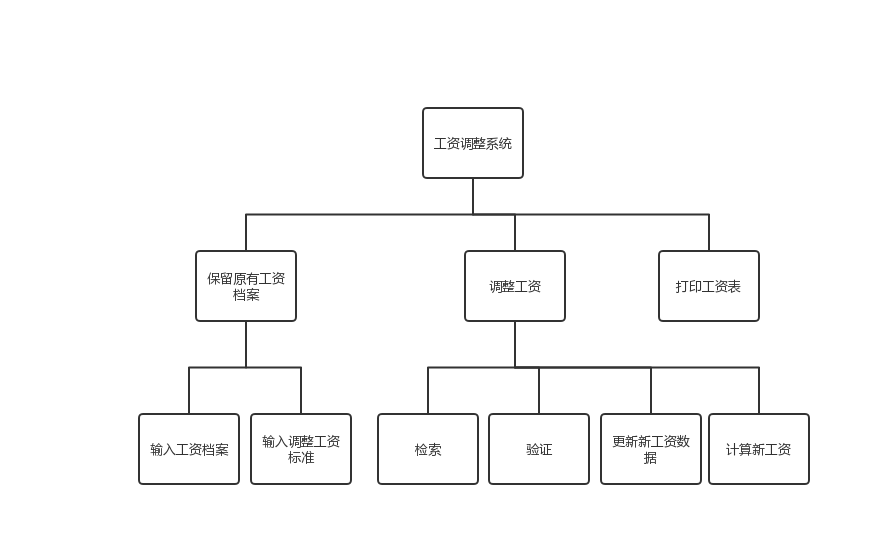 工资调整系统
保留原有工资
档案
调整工资
打印工资表
输入工资档案
输入调整工资
标准
检索
验证
更新新工资数
据
计算新工资